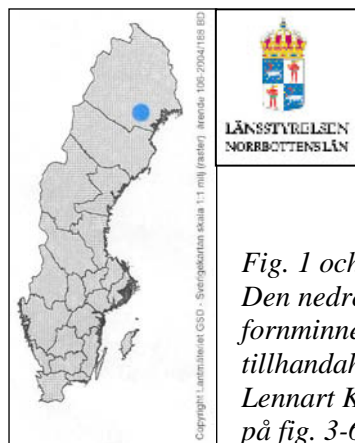 Copyright Lantmäteriet GSD - Sverigekartan skala 1:1 milj (raster) ärende 106-2004/188 BD
LÄNSSTYRELSEN
NORRBOTTENS LÄN
Fig. 1 och
Den nedre
fornminne
tillhandah
Lennart K
på fig. 3-6